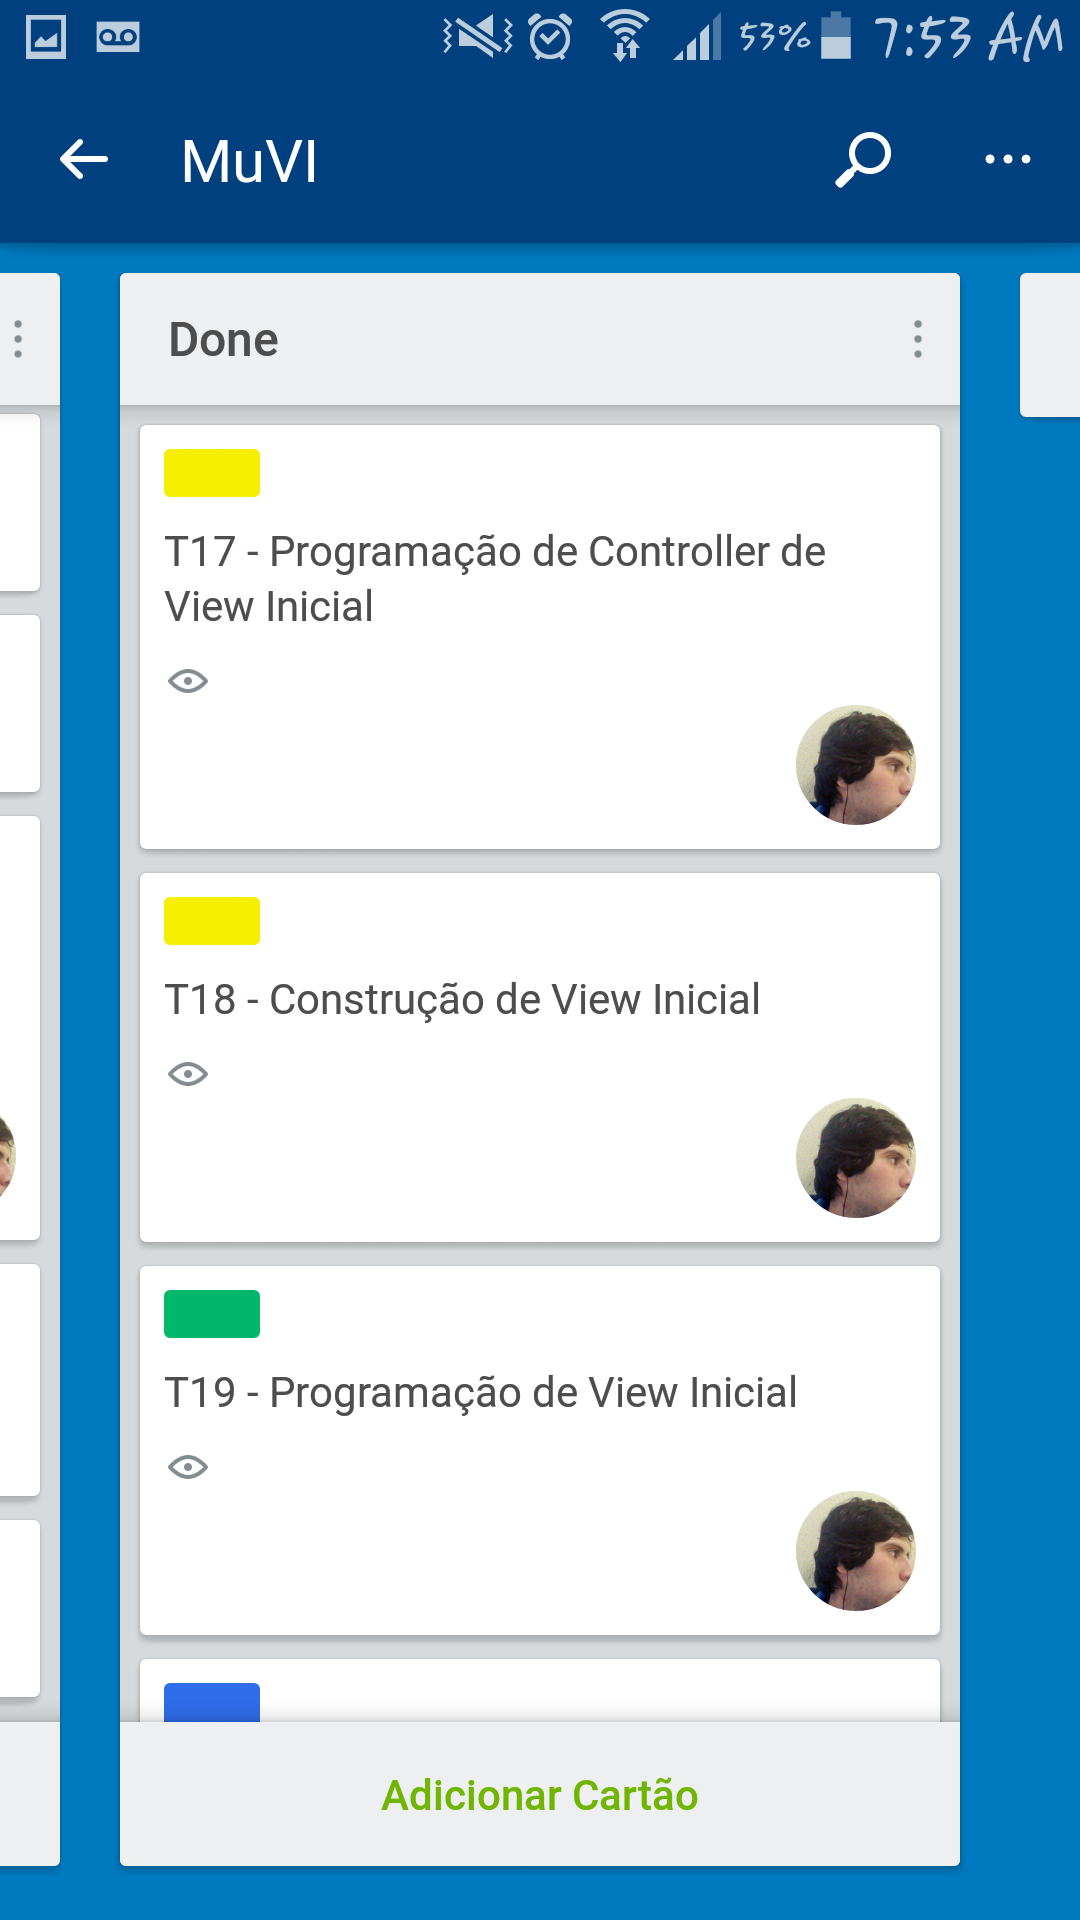 53% 7:53 AM
MuVI
Done
T17 - Programação de Controller de
View Inicial
T18 - Construção de View Inicial
T19 - Programação de View Inicial
Adicionar Cartão